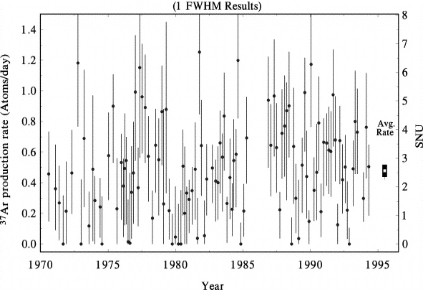 (1 FWHM Results)
³⁷Ar production rate (Atoms/day)
1.4
1.2
1.0
0.8
0.6
0.4
0.2
0.0
8
7
6
5
4
3
2
1
0
SNU
Avg.
Rate
1970 1975 1980 1985 1990 1995
Year